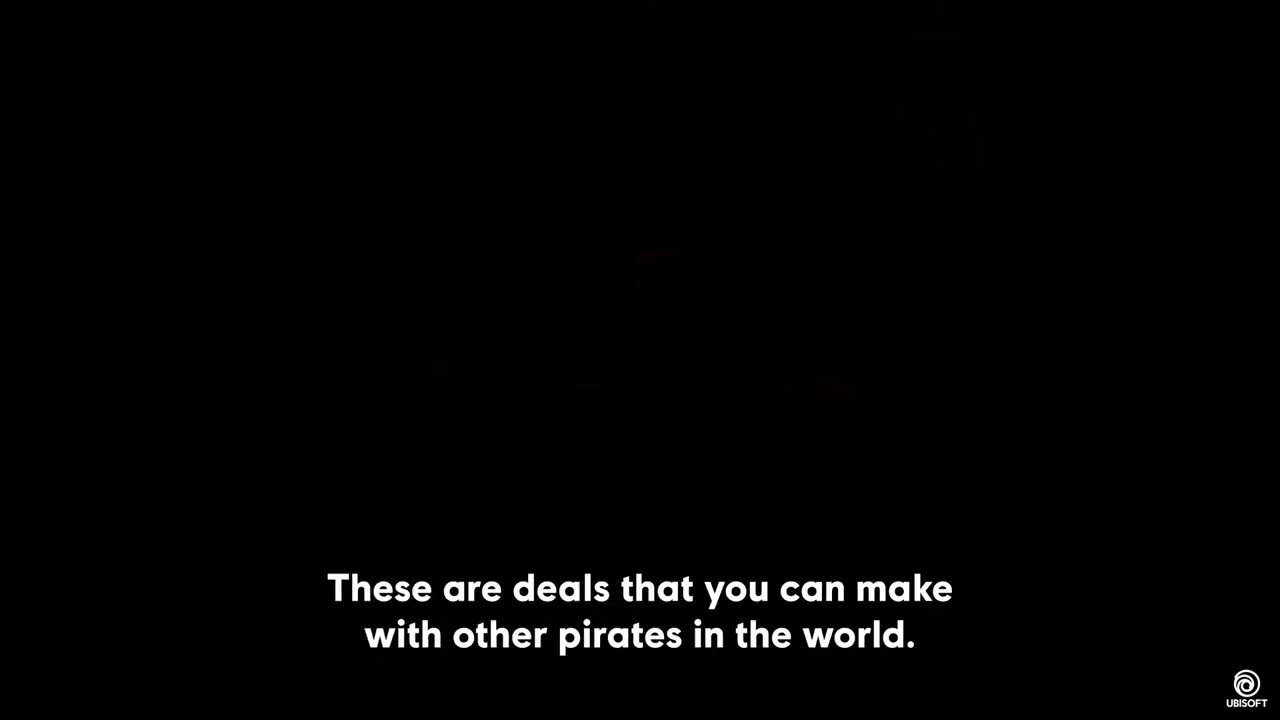 These are deals that you can make
with other pirates in the world.
UBISOFT